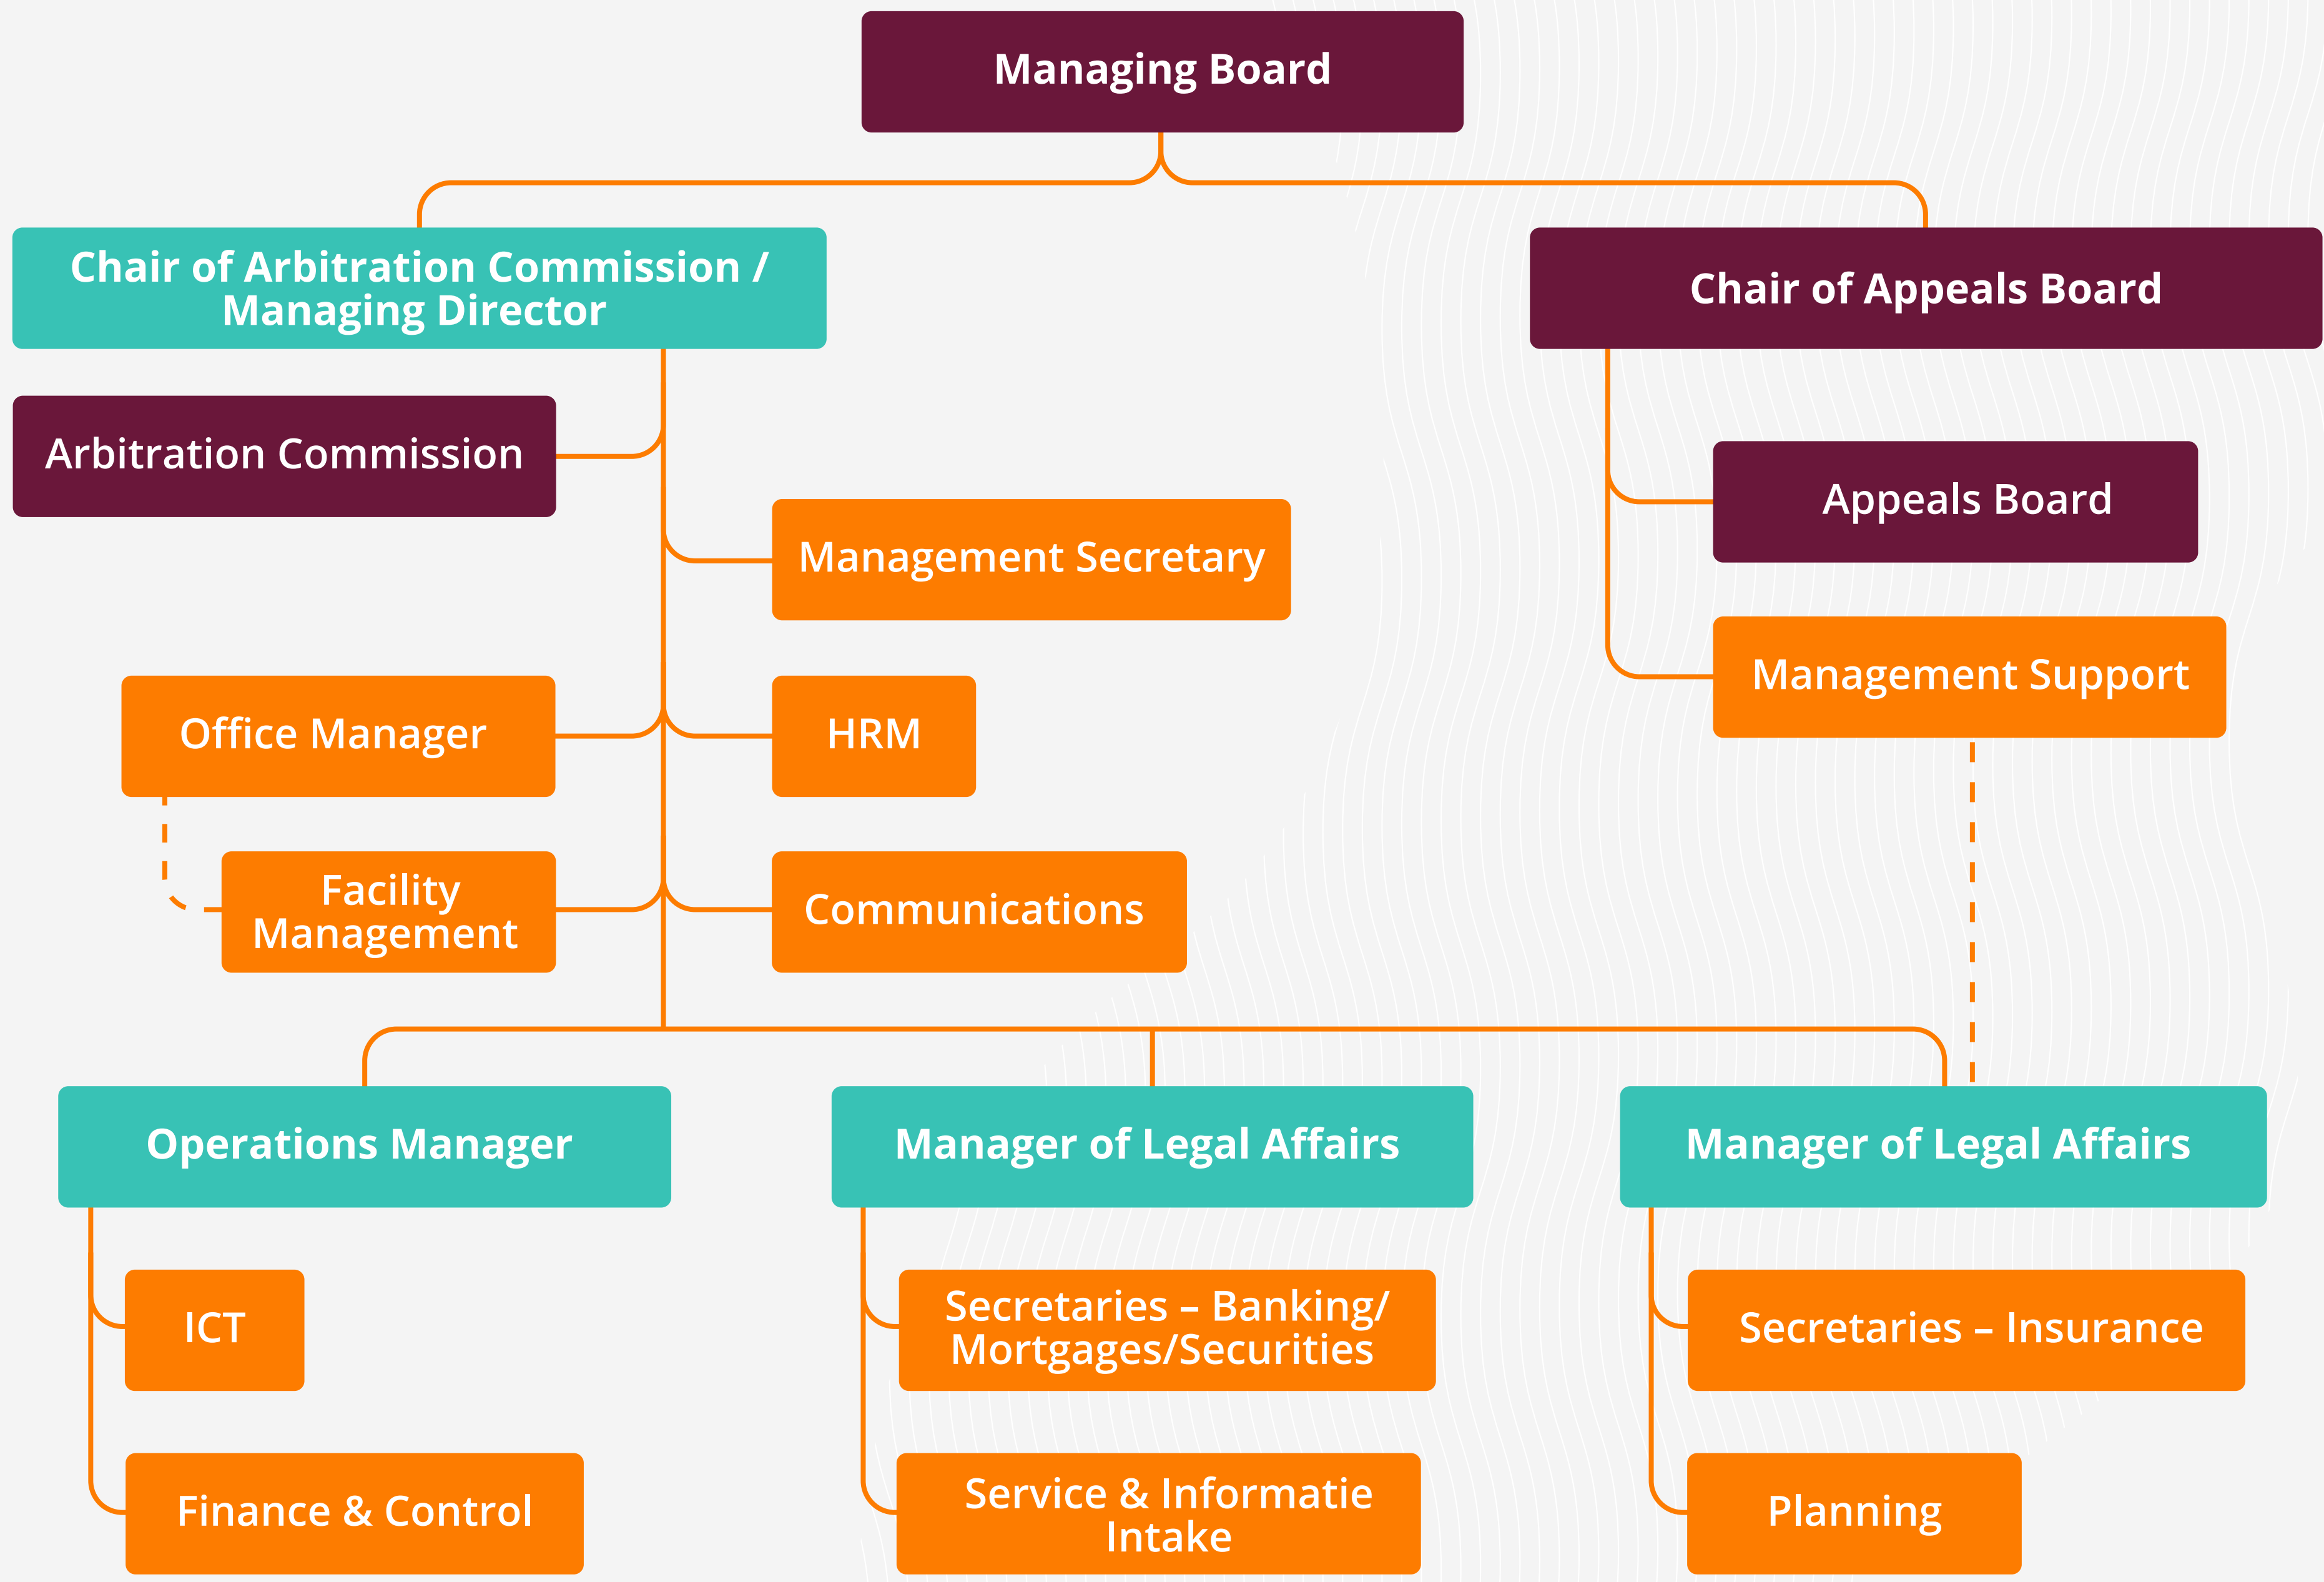 Managing Board
Chair of Arbitration Commission /
Managing Director
Chair of Appeals Board
Arbitration Commission
Appeals Board
Management Secretary
Management Support
Office Manager
HRM
Facility
Management
Communications
Operations Manager
Manager of Legal Affairs
Manager of Legal Affairs
ICT
Secretaries – Banking/
Mortgages/Securities
Secretaries – Insurance
Finance & Control
Service & Informatie
Intake
Planning